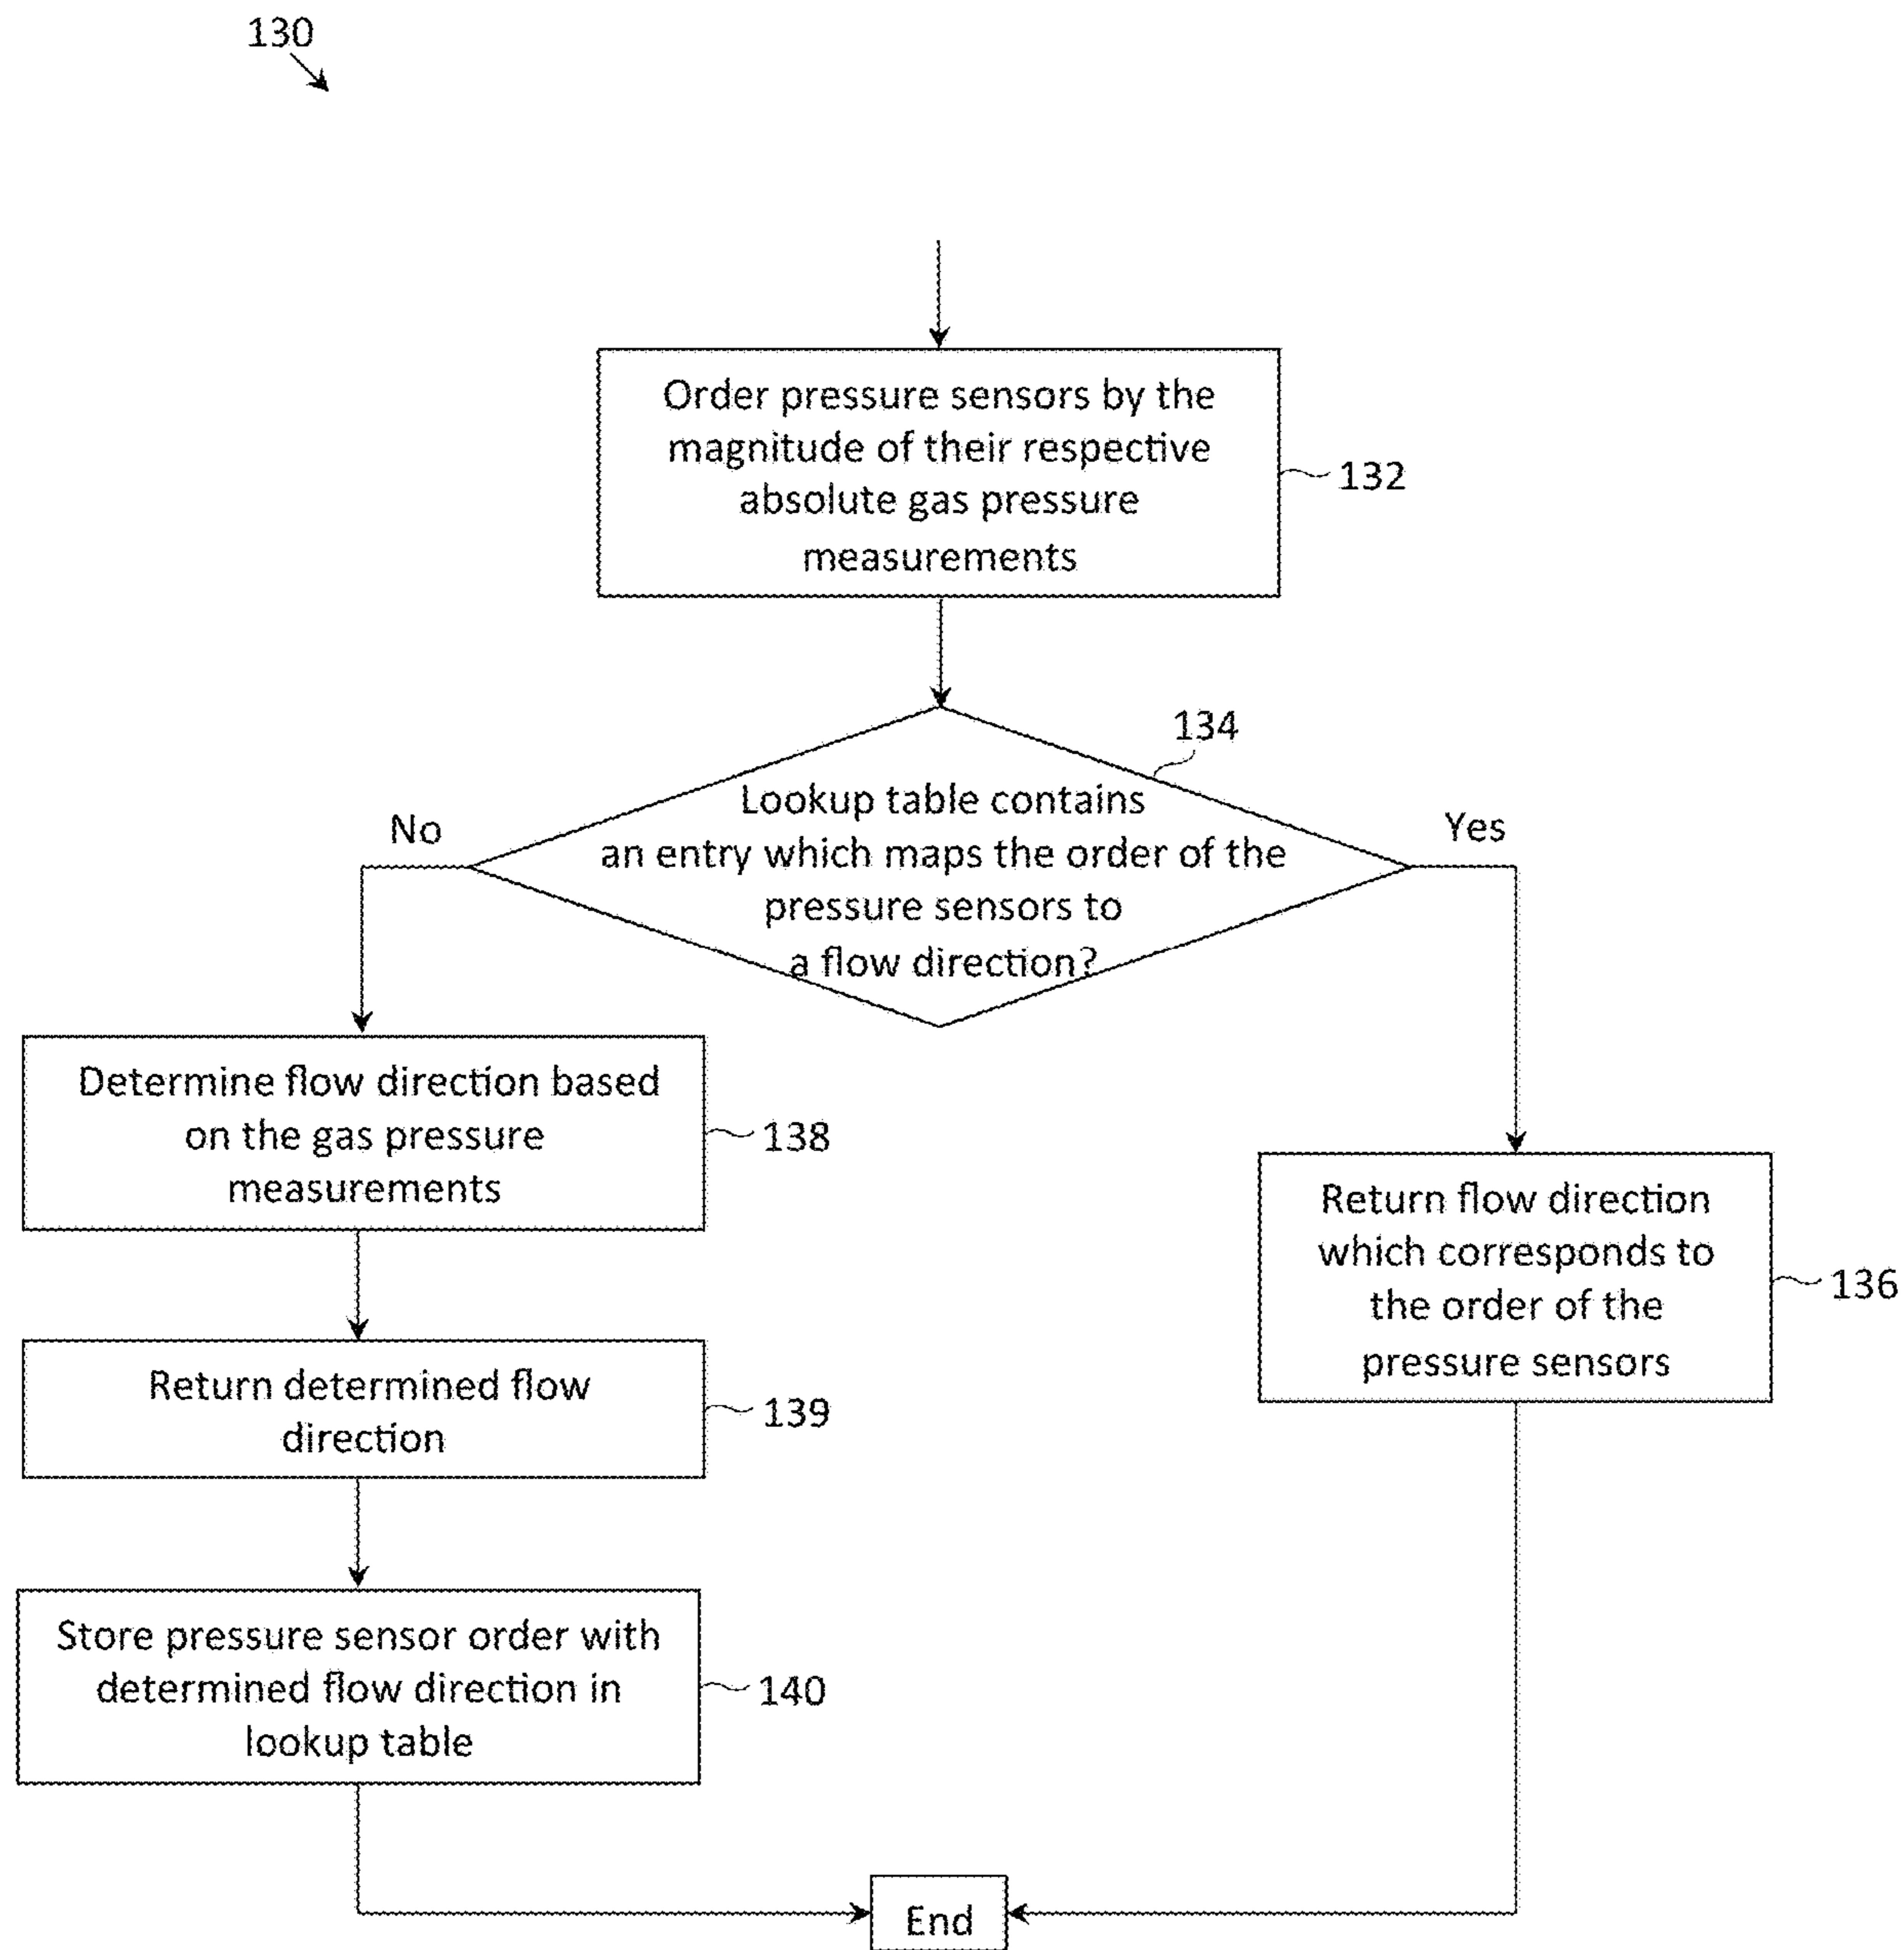 130
Order pressure sensors by the
magnitude of their respective
absolute gas pressure
measurements
132
134
Lookup table contains
an entry which maps the order of the
pressure sensors to
a flow direction?
No
Yes
Determine flow direction based
on the gas pressure
measurements
138
Return flow direction
which corresponds to
the order of the
pressure sensors
136
Return determined flow
direction
139
Store pressure sensor order with
determined flow direction in
lookup table
140
End